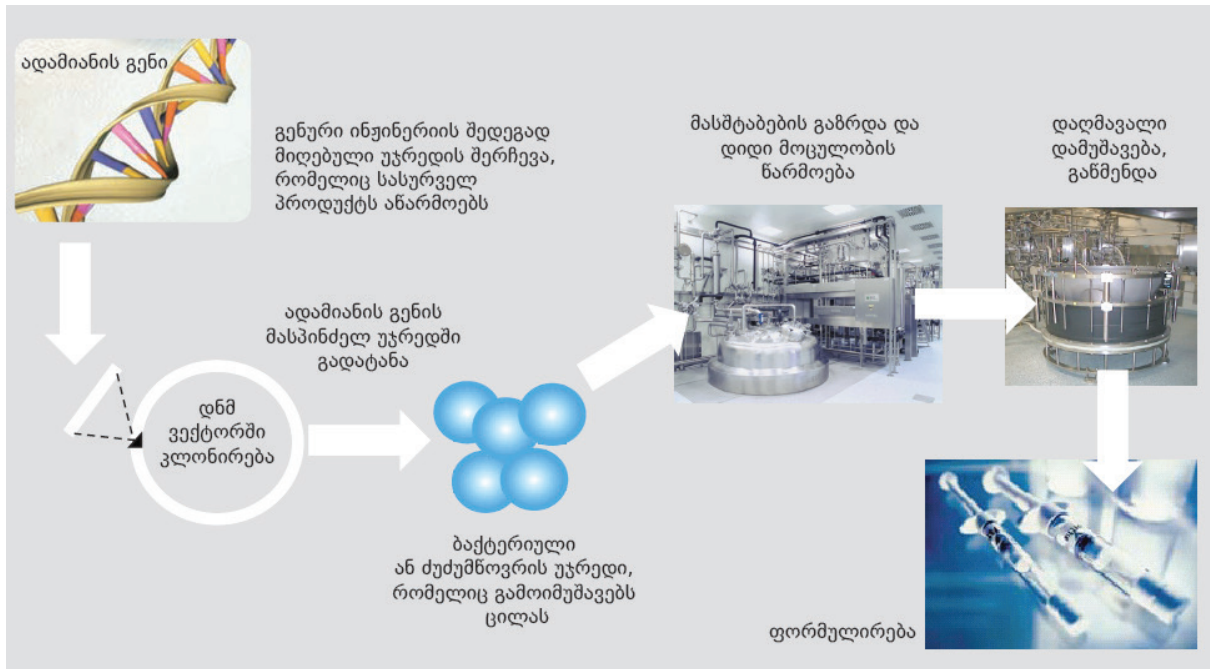 ადამიანის გენი
გენური ინჟინერიის შედეგად
მიღებული უჯრედის შერჩევა,
რომელიც სასურველ
პროდუქტს აწარმოებს
მასშტაბების გაზრდა და
დიდი მოცულობის
წარმოება
დაღმავალი
დამუშავება,
გაწმენდა
ადამიანის გენის
მასპინძელ უჯრედში
გადატანა
დნმ
ვექტორში
კლონირება
ბაქტერიული
ან ძუძუმწოვრის უჯრედი,
რომელიც გამოიმუშავებს
ცილას
ფორმულირება